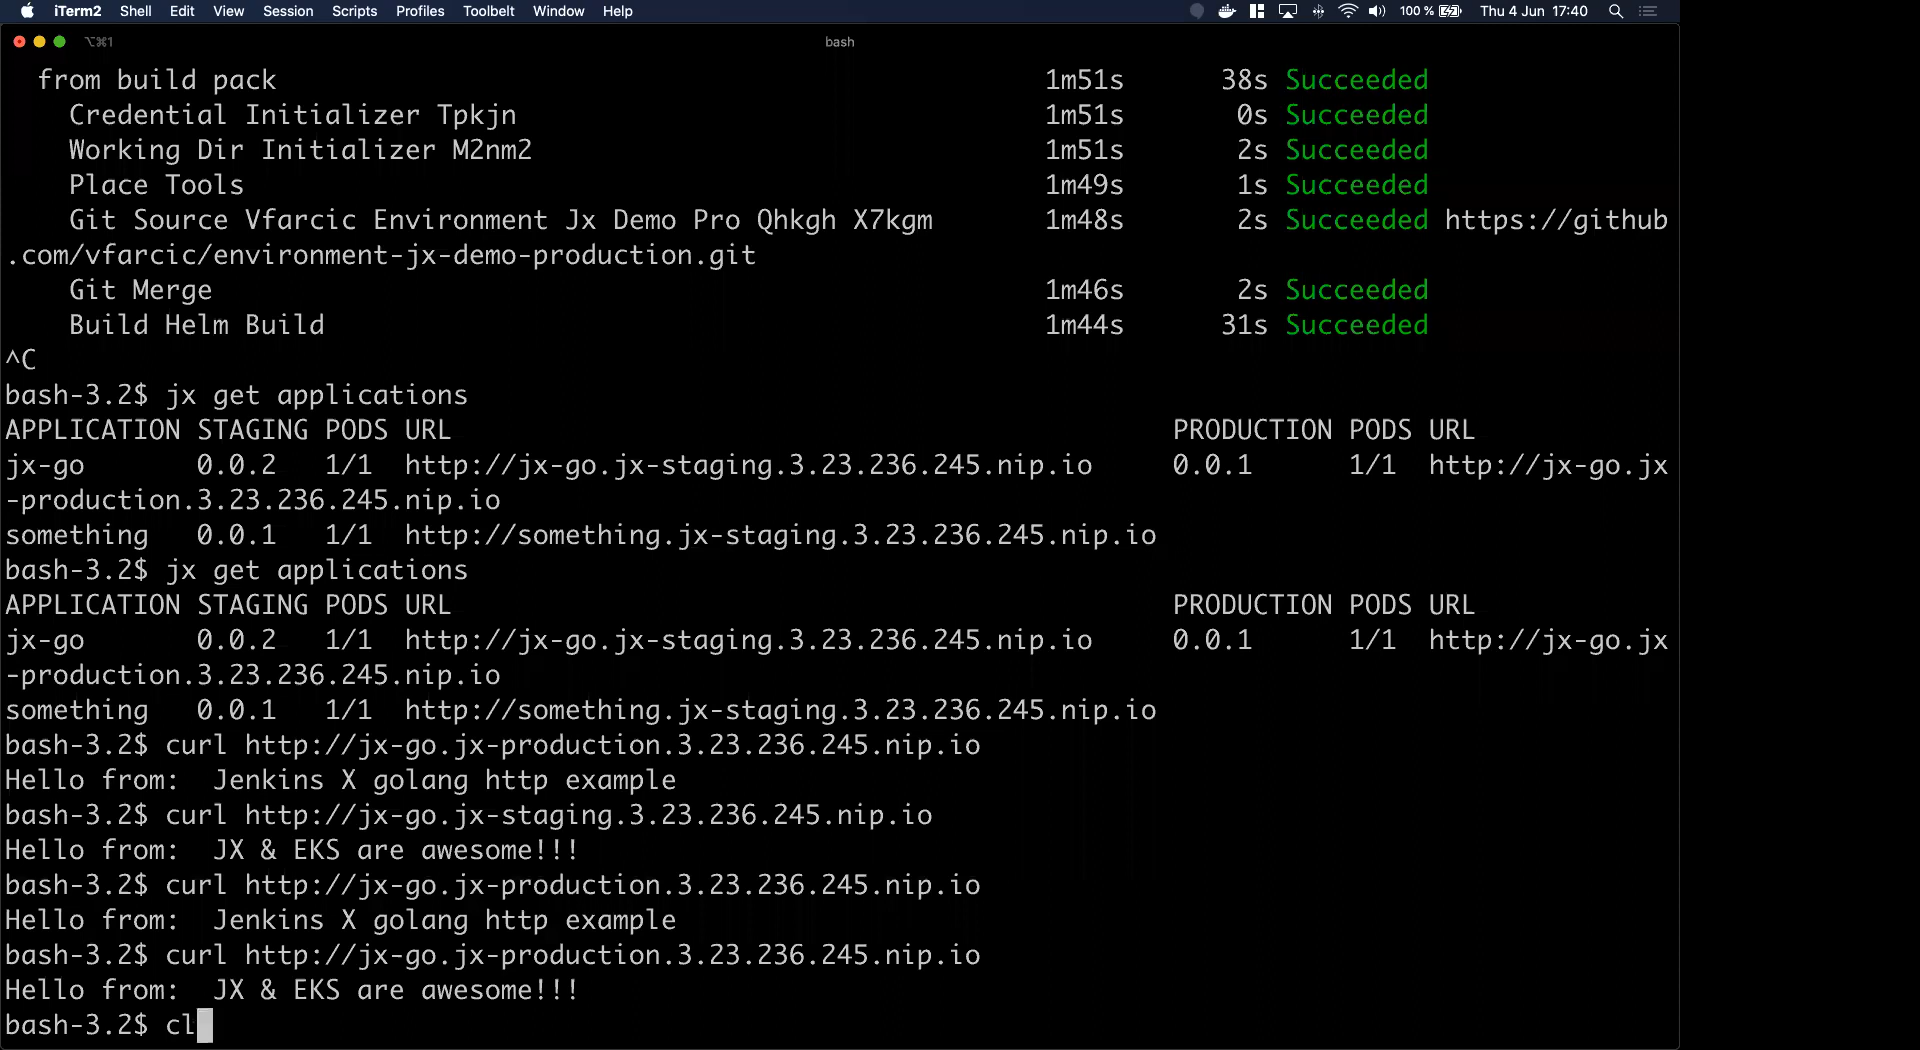 iTerm2 Shell Edit View Session Scripts Profiles Toolbelt Window Help 100 % Thu 4 Jun 17:40
⌥⌘1 bash
from build pack 1m51s 38s Succeeded
Credential Initializer Tpkjn 1m51s 0s Succeeded
Working Dir Initializer M2nm2 1m51s 2s Succeeded
Place Tools 1m49s 1s Succeeded
Git Source Vfarcic Environment Jx Demo Pro Qhkgh X7kgm 1m48s 2s Succeeded https://github
.com/vfarcic/environment-jx-demo-production.git
Git Merge 1m46s 2s Succeeded
Build Helm Build 1m44s 31s Succeeded
^C
bash-3.2$ jx get applications
APPLICATION STAGING PODS URL PRODUCTION PODS URL
jx-go 0.0.2 1/1 http://jx-go.jx-staging.3.23.236.245.nip.io 0.0.1 1/1 http://jx-go.jx
-production.3.23.236.245.nip.io
something 0.0.1 1/1 http://something.jx-staging.3.23.236.245.nip.io
bash-3.2$ jx get applications
APPLICATION STAGING PODS URL PRODUCTION PODS URL
jx-go 0.0.2 1/1 http://jx-go.jx-staging.3.23.236.245.nip.io 0.0.1 1/1 http://jx-go.jx
-production.3.23.236.245.nip.io
something 0.0.1 1/1 http://something.jx-staging.3.23.236.245.nip.io
bash-3.2$ curl http://jx-go.jx-production.3.23.236.245.nip.io
Hello from:  Jenkins X golang http example
bash-3.2$ curl http://jx-go.jx-staging.3.23.236.245.nip.io
Hello from:  JX & EKS are awesome!!!
bash-3.2$ curl http://jx-go.jx-production.3.23.236.245.nip.io
Hello from:  Jenkins X golang http example
bash-3.2$ curl http://jx-go.jx-production.3.23.236.245.nip.io
Hello from:  JX & EKS are awesome!!!
bash-3.2$ cl